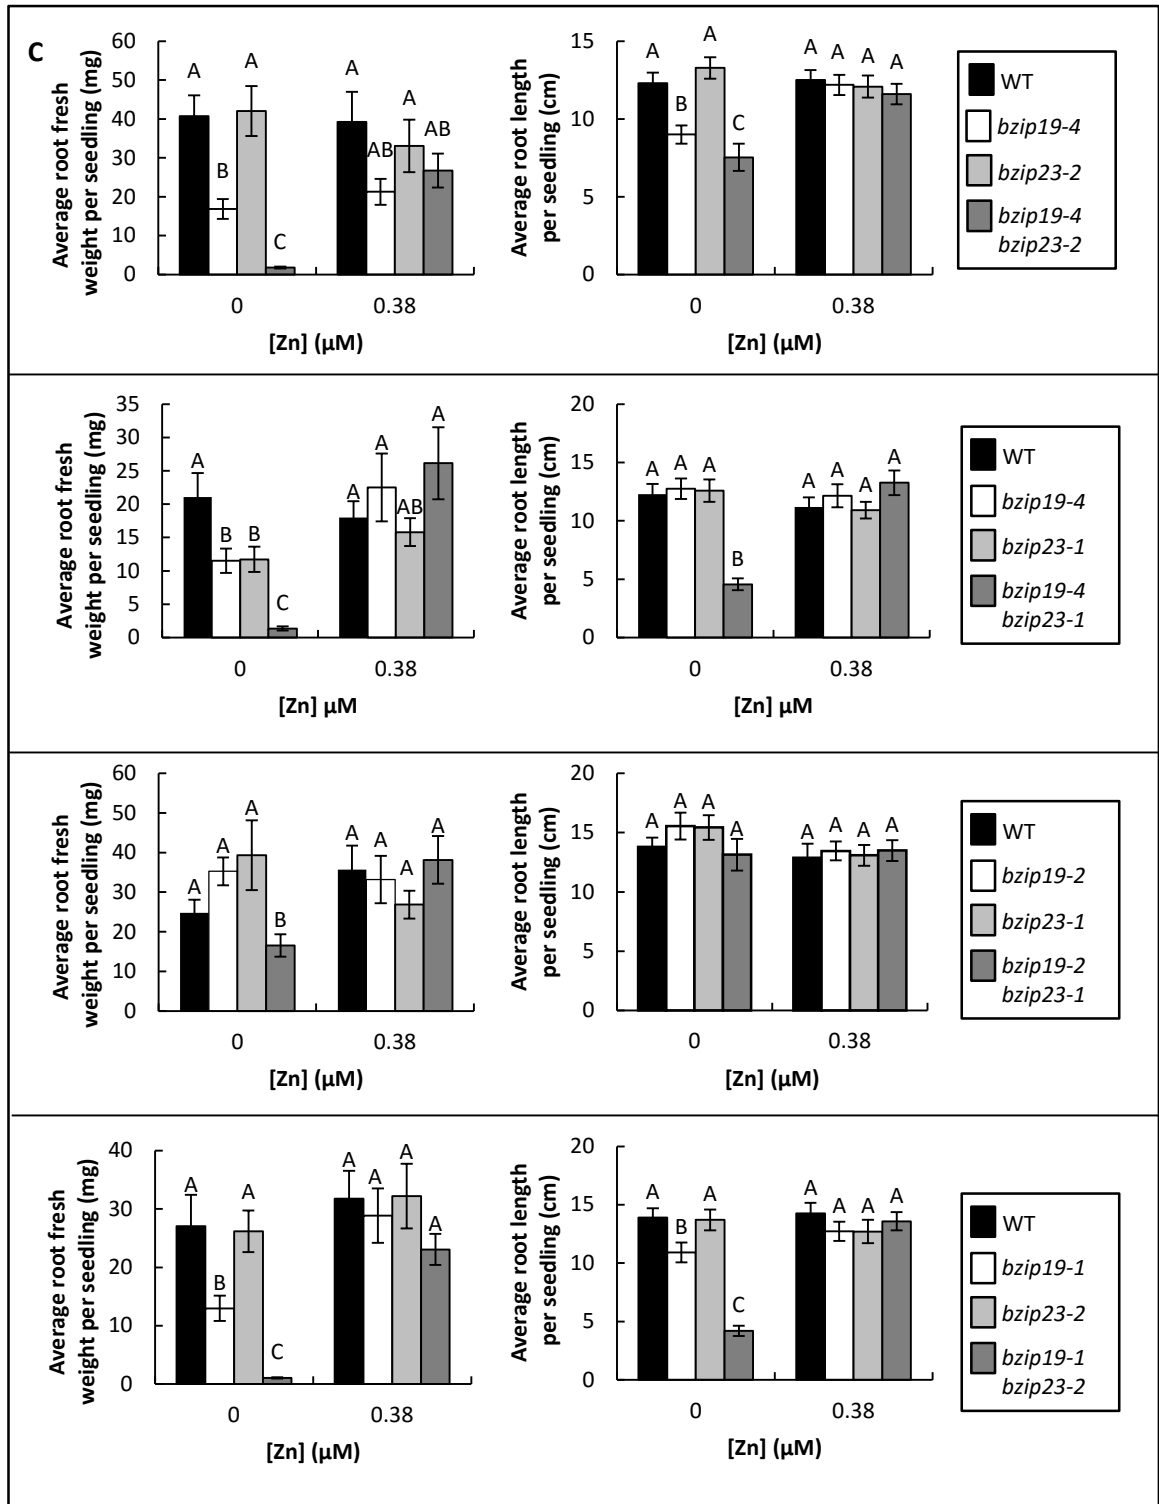 C
Average root fresh
weight per seedling (mg)
60
50
40
30
20
10
0
A
B
A
C
A
AB
A
AB
0
0.38
[Zn] (µM)
Average root length
per seedling (cm)
15
10
5
0
A
B
A
C
A
A
A
A
0
0.38
[Zn] (µM)
WT
bzip19-4
bzip23-2
bzip19-4
bzip23-2
Average root fresh
weight per seedling (mg)
35
30
25
20
15
10
5
0
A
B
B
C
A
A
AB
A
0
0.38
[Zn] µM
Average root length
per seedling (cm)
20
15
10
5
0
A
A
A
B
A
A
A
A
0
0.38
[Zn] µM
WT
bzip19-4
bzip23-1
bzip19-4
bzip23-1
Average root fresh
weight per seedling (mg)
60
50
40
30
20
10
0
A
A
A
B
A
A
A
A
0
0.38
[Zn] (µM)
Average root length
per seedling (cm)
20
15
10
5
0
A
A
A
A
A
A
A
A
0
0.38
[Zn] (µM)
WT
bzip19-2
bzip23-1
bzip19-2
bzip23-1
Average root fresh
weight per seedling (mg)
40
30
20
10
0
A
B
A
C
A
A
A
A
0
0.38
[Zn] (µM)
Average root length
per seedling (cm)
20
15
10
5
0
A
B
A
C
A
A
A
A
0
0.38
[Zn] (µM)
WT
bzip19-1
bzip23-2
bzip19-1
bzip23-2